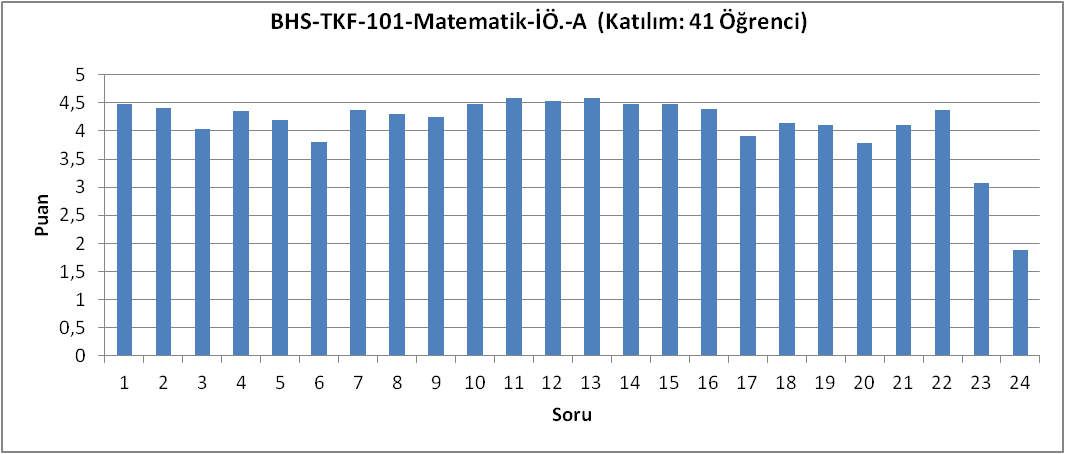 BHS-TKF-101-Matematik-İÖ.-A  (Katılım: 41 Öğrenci)
5
4,5
4
3,5
3
2,5
2
1,5
1
0,5
0
Puan
1 2 3 4 5 6 7 8 9 10 11 12 13 14 15 16 17 18 19 20 21 22 23 24
Soru